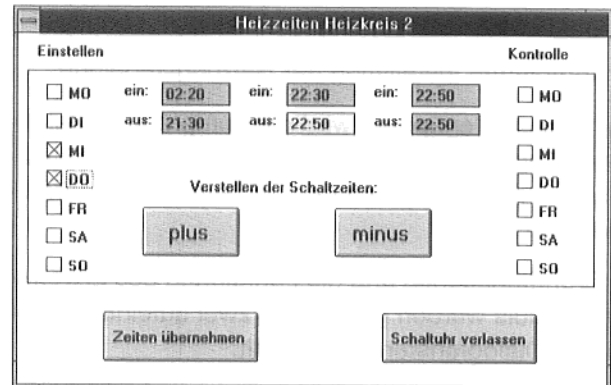 Heizzeiten Heizkreis 2
Einstellen Kontrolle
MO ein: 02:20 ein: 22:30 ein: 22:50 MO
DI aus: 21:30 aus: 22:50 aus: 22:50 DI
MI MI
DO Verstellen der Schaltzeiten: DO
FR plus minus FR
SA SA
SO SO
Zeiten übernehmen Schaltuhr verlassen